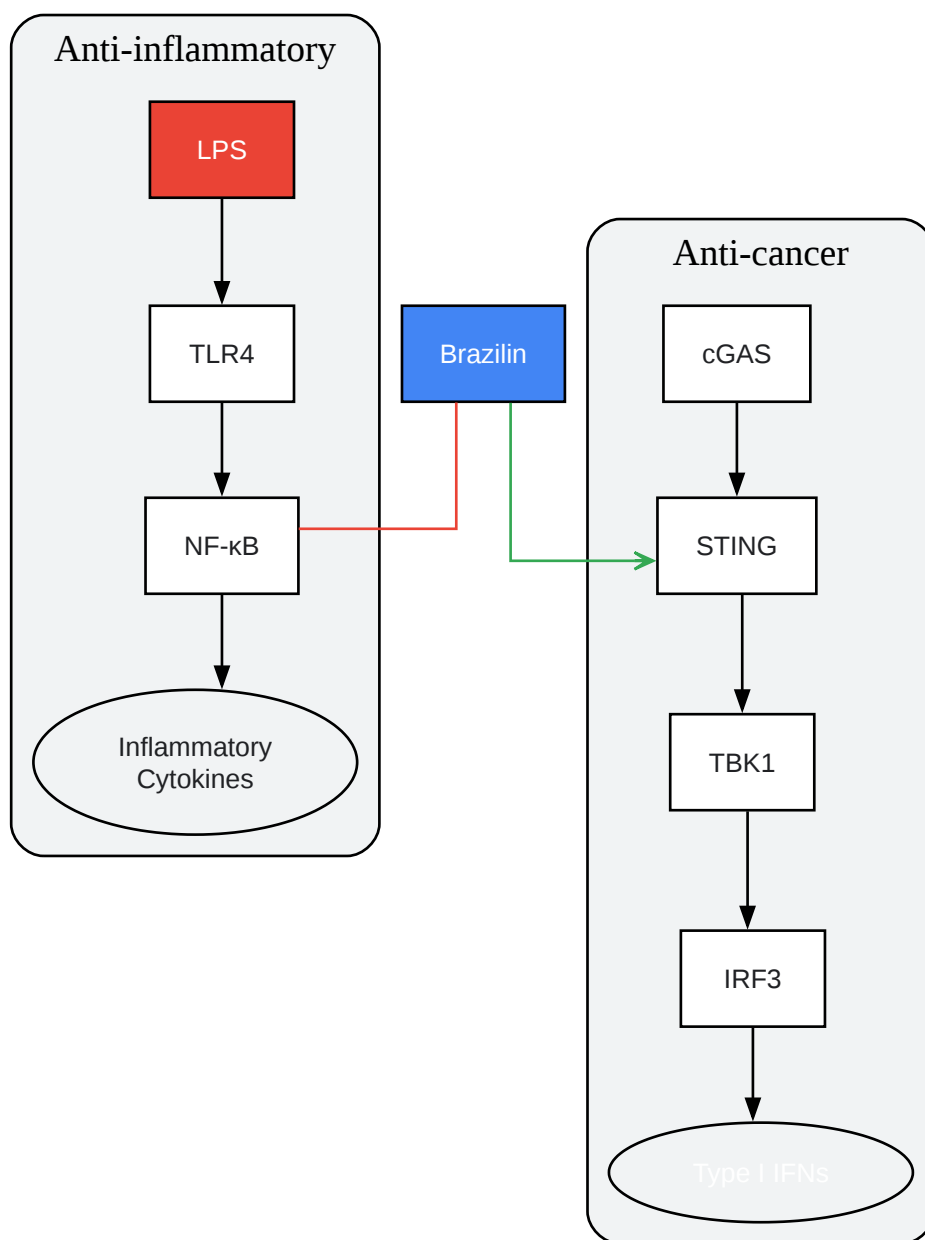 Anti-inflammatory
LPS
TLR4
NF-κB
Inflammatory
Cytokines
Brazilin
Anti-cancer
cGAS
STING
TBK1
IRF3
Type I IFNs